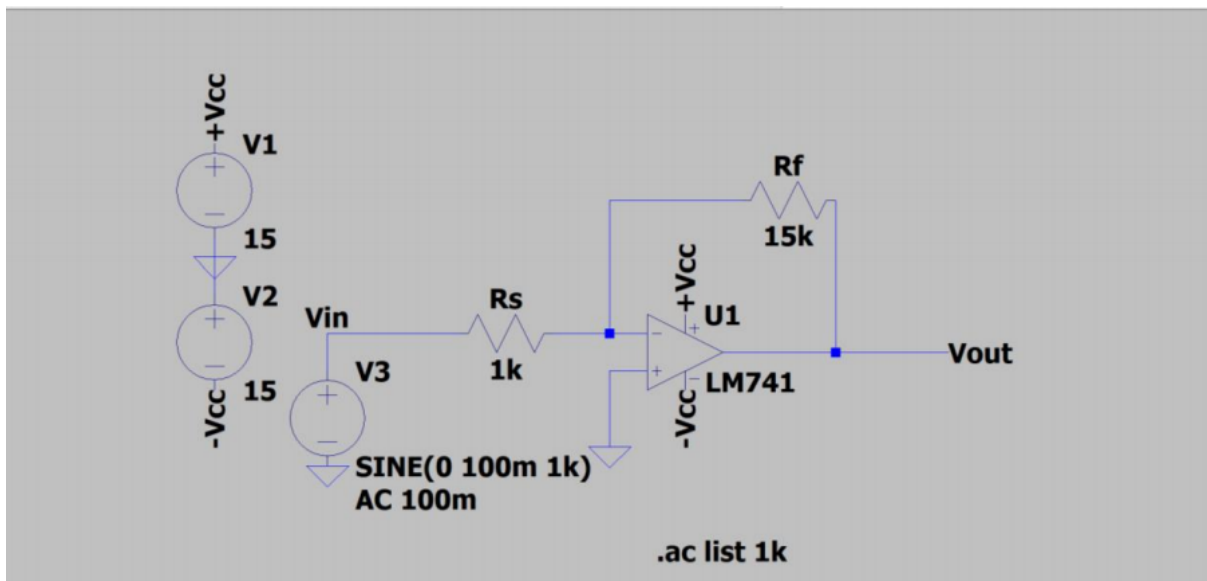 +Vcc
V1
15
V2
15
-Vcc
Vin
V3
SINE(0 100m 1k)
AC 100m
Rs
1k
Rf
15k
+Vcc
U1
LM741
-Vcc
Vout
.ac list 1k